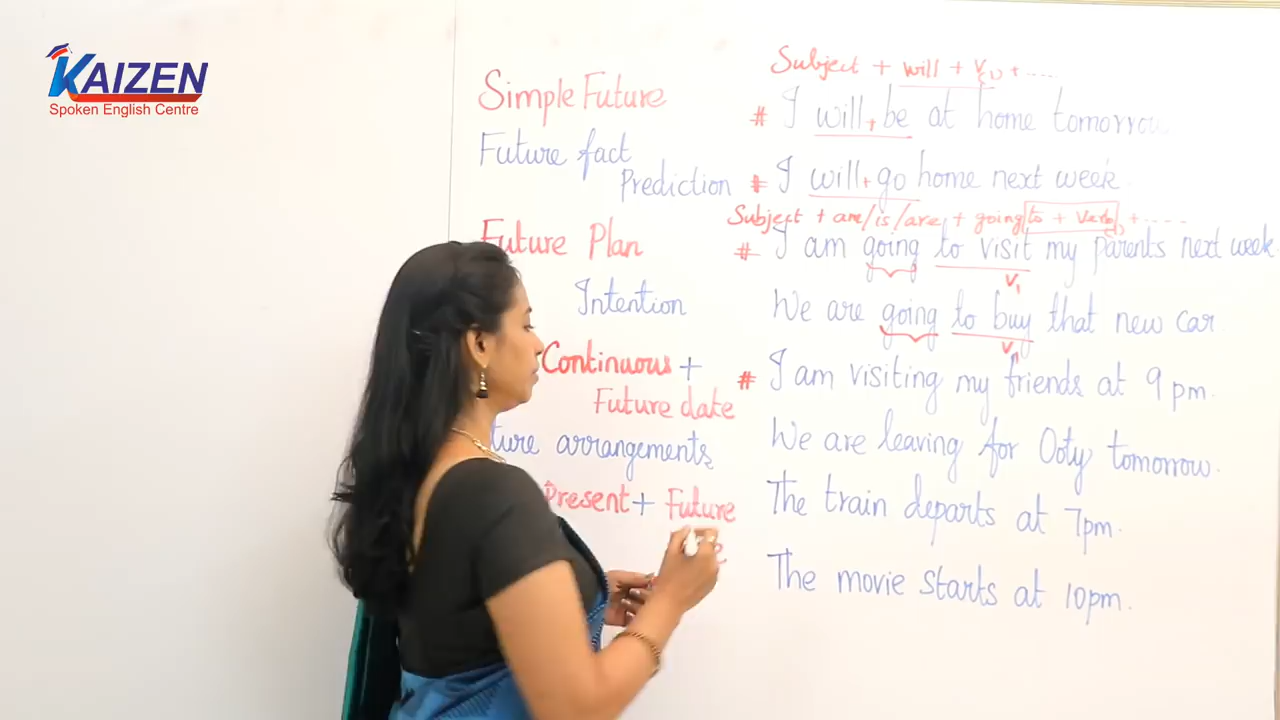 KAIZEN
Spoken English Centre
Subject + will + V(1) + ....
Simple Future
# I will + be at home tomorrow
Future fact
Prediction
# I will + go home next week.
Subject + are/is/are + going to + Verb(1) + .....
Future Plan
# I am going to visit my parents next week
V1
Intention
We are going to buy that new car
V1
Continuous +
Future date
# I am visiting my friends at 9 pm.
ture arrangements
We are leaving for Ooty tomorrow.
Present + Future
The train departs at 7pm.
The movie starts at 10pm.